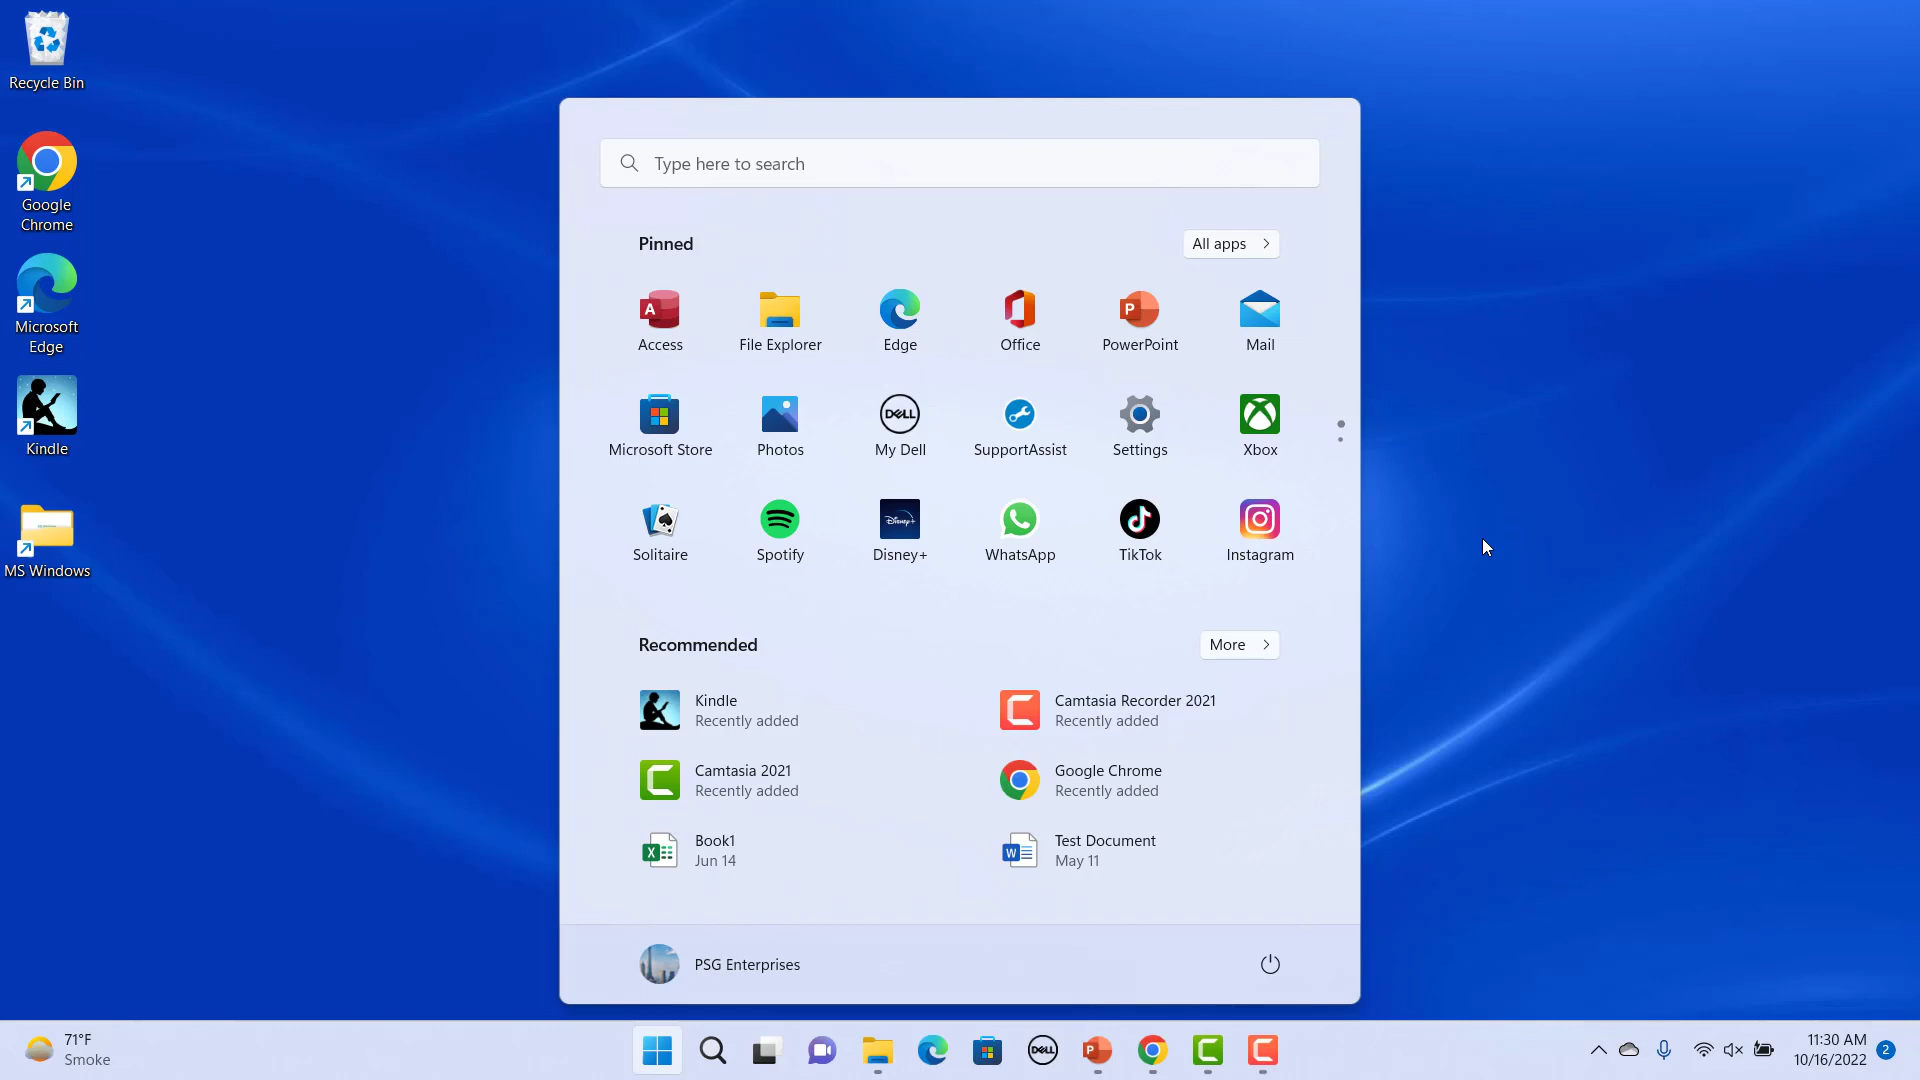 Recycle Bin
Google
Chrome
Microsoft
Edge
Kindle
MS Windows
Type here to search
Pinned
All apps
Access
File Explorer
Edge
Office
PowerPoint
Mail
Microsoft Store
Photos
DELL
My Dell
SupportAssist
Settings
Xbox
Solitaire
Spotify
Disney+
Disney+
WhatsApp
TikTok
Instagram
Recommended
More
Kindle
Recently added
Camtasia Recorder 2021
Recently added
Camtasia 2021
Recently added
Google Chrome
Recently added
Book1
Jun 14
Test Document
May 11
PSG Enterprises
71°F
Smoke
DELL
11:30 AM
10/16/2022
2